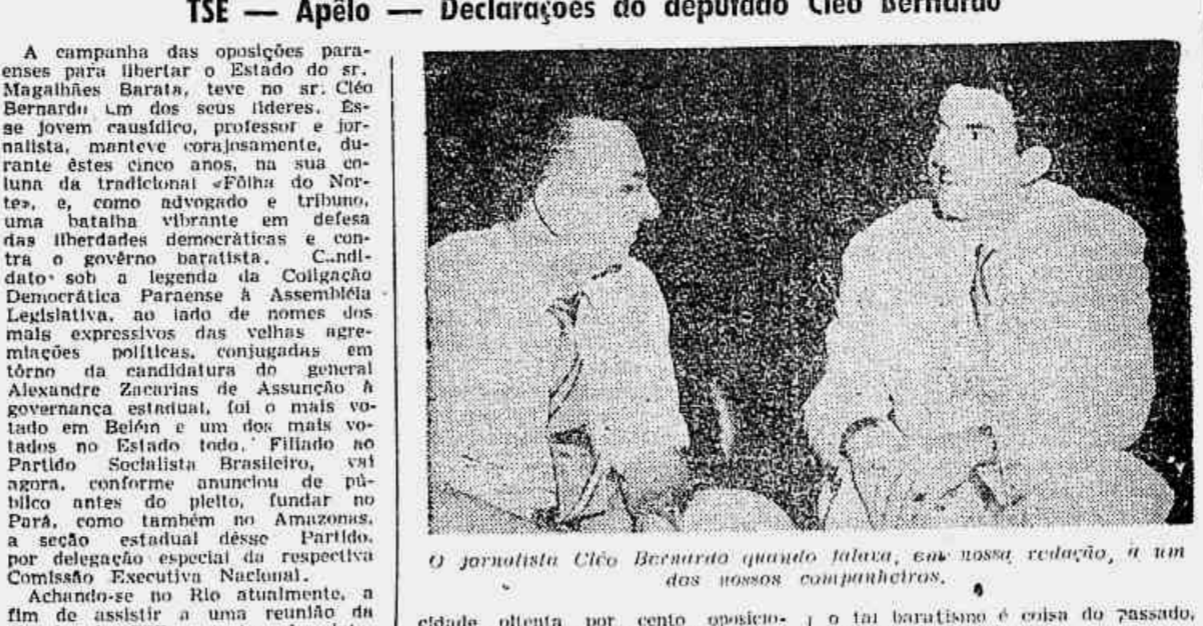 TSE — Apêlo — Declarações do deputado Cléo Bernardo
A campanha das oposições para-
enses para libertar o Estado do sr.
Magalhães Barata, teve no sr. Cléo
Bernardo um dos seus líderes. Ês-
se jovem causídico, professor e jor-
nalista, manteve corajosamente, du-
rante êstes cinco anos, na sua co-
luna da tradicional «Fôlha do Nor-
te», e, como advogado e tribuno,
uma batalha vibrante em defesa
das liberdades democráticas e con-
tra o govêrno baratista. Candi-
dato sob a legenda da Coligação
Democrática Paraense à Assembléia
Legislativa, ao lado de nomes dos
mais expressivos das velhas agre-
miações políticas, conjugadas em
tôrno da candidatura do general
Alexandre Zacarias de Assunção à
governança estadual, foi o mais vo-
tado em Belém e um dos mais vo-
tados no Estado todo. Filiado ao
Partido Socialista Brasileiro, vai
agora, conforme anunciou de pú-
blico antes do pleito, fundar no
Pará, como também no Amazonas,
a seção estadual dêsse Partido,
por delegação especial da respectiva
Comissão Executiva Nacional.
Achando-se no Rio atualmente, a
fim de assistir a uma reunião da
O jornalista Cléo Bernardo quando falava, em nossa redação, a um
dos nossos companheiros.
cidade oitenta por cento oposicio-
o tal baratismo é coisa do passado,